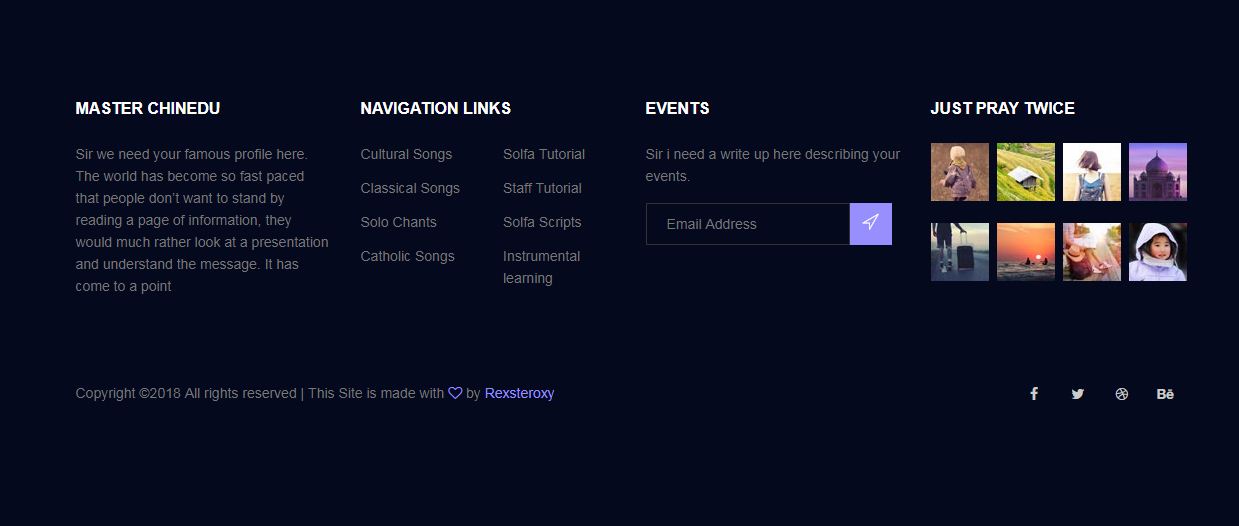 MASTER CHINEDU
Sir we need your famous profile here.
The world has become so fast paced
that people don't want to stand by
reading a page of information, they
would much rather look at a presentation
and understand the message. It has
come to a point
NAVIGATION LINKS
Cultural Songs
Classical Songs
Solo Chants
Catholic Songs
Solfa Tutorial
Staff Tutorial
Solfa Scripts
Instrumental
learning
EVENTS
Sir i need a write up here describing your
events.
Email Address
JUST PRAY TWICE
Copyright ©2018 All rights reserved | This Site is made with ♡ by Rexsteroxy